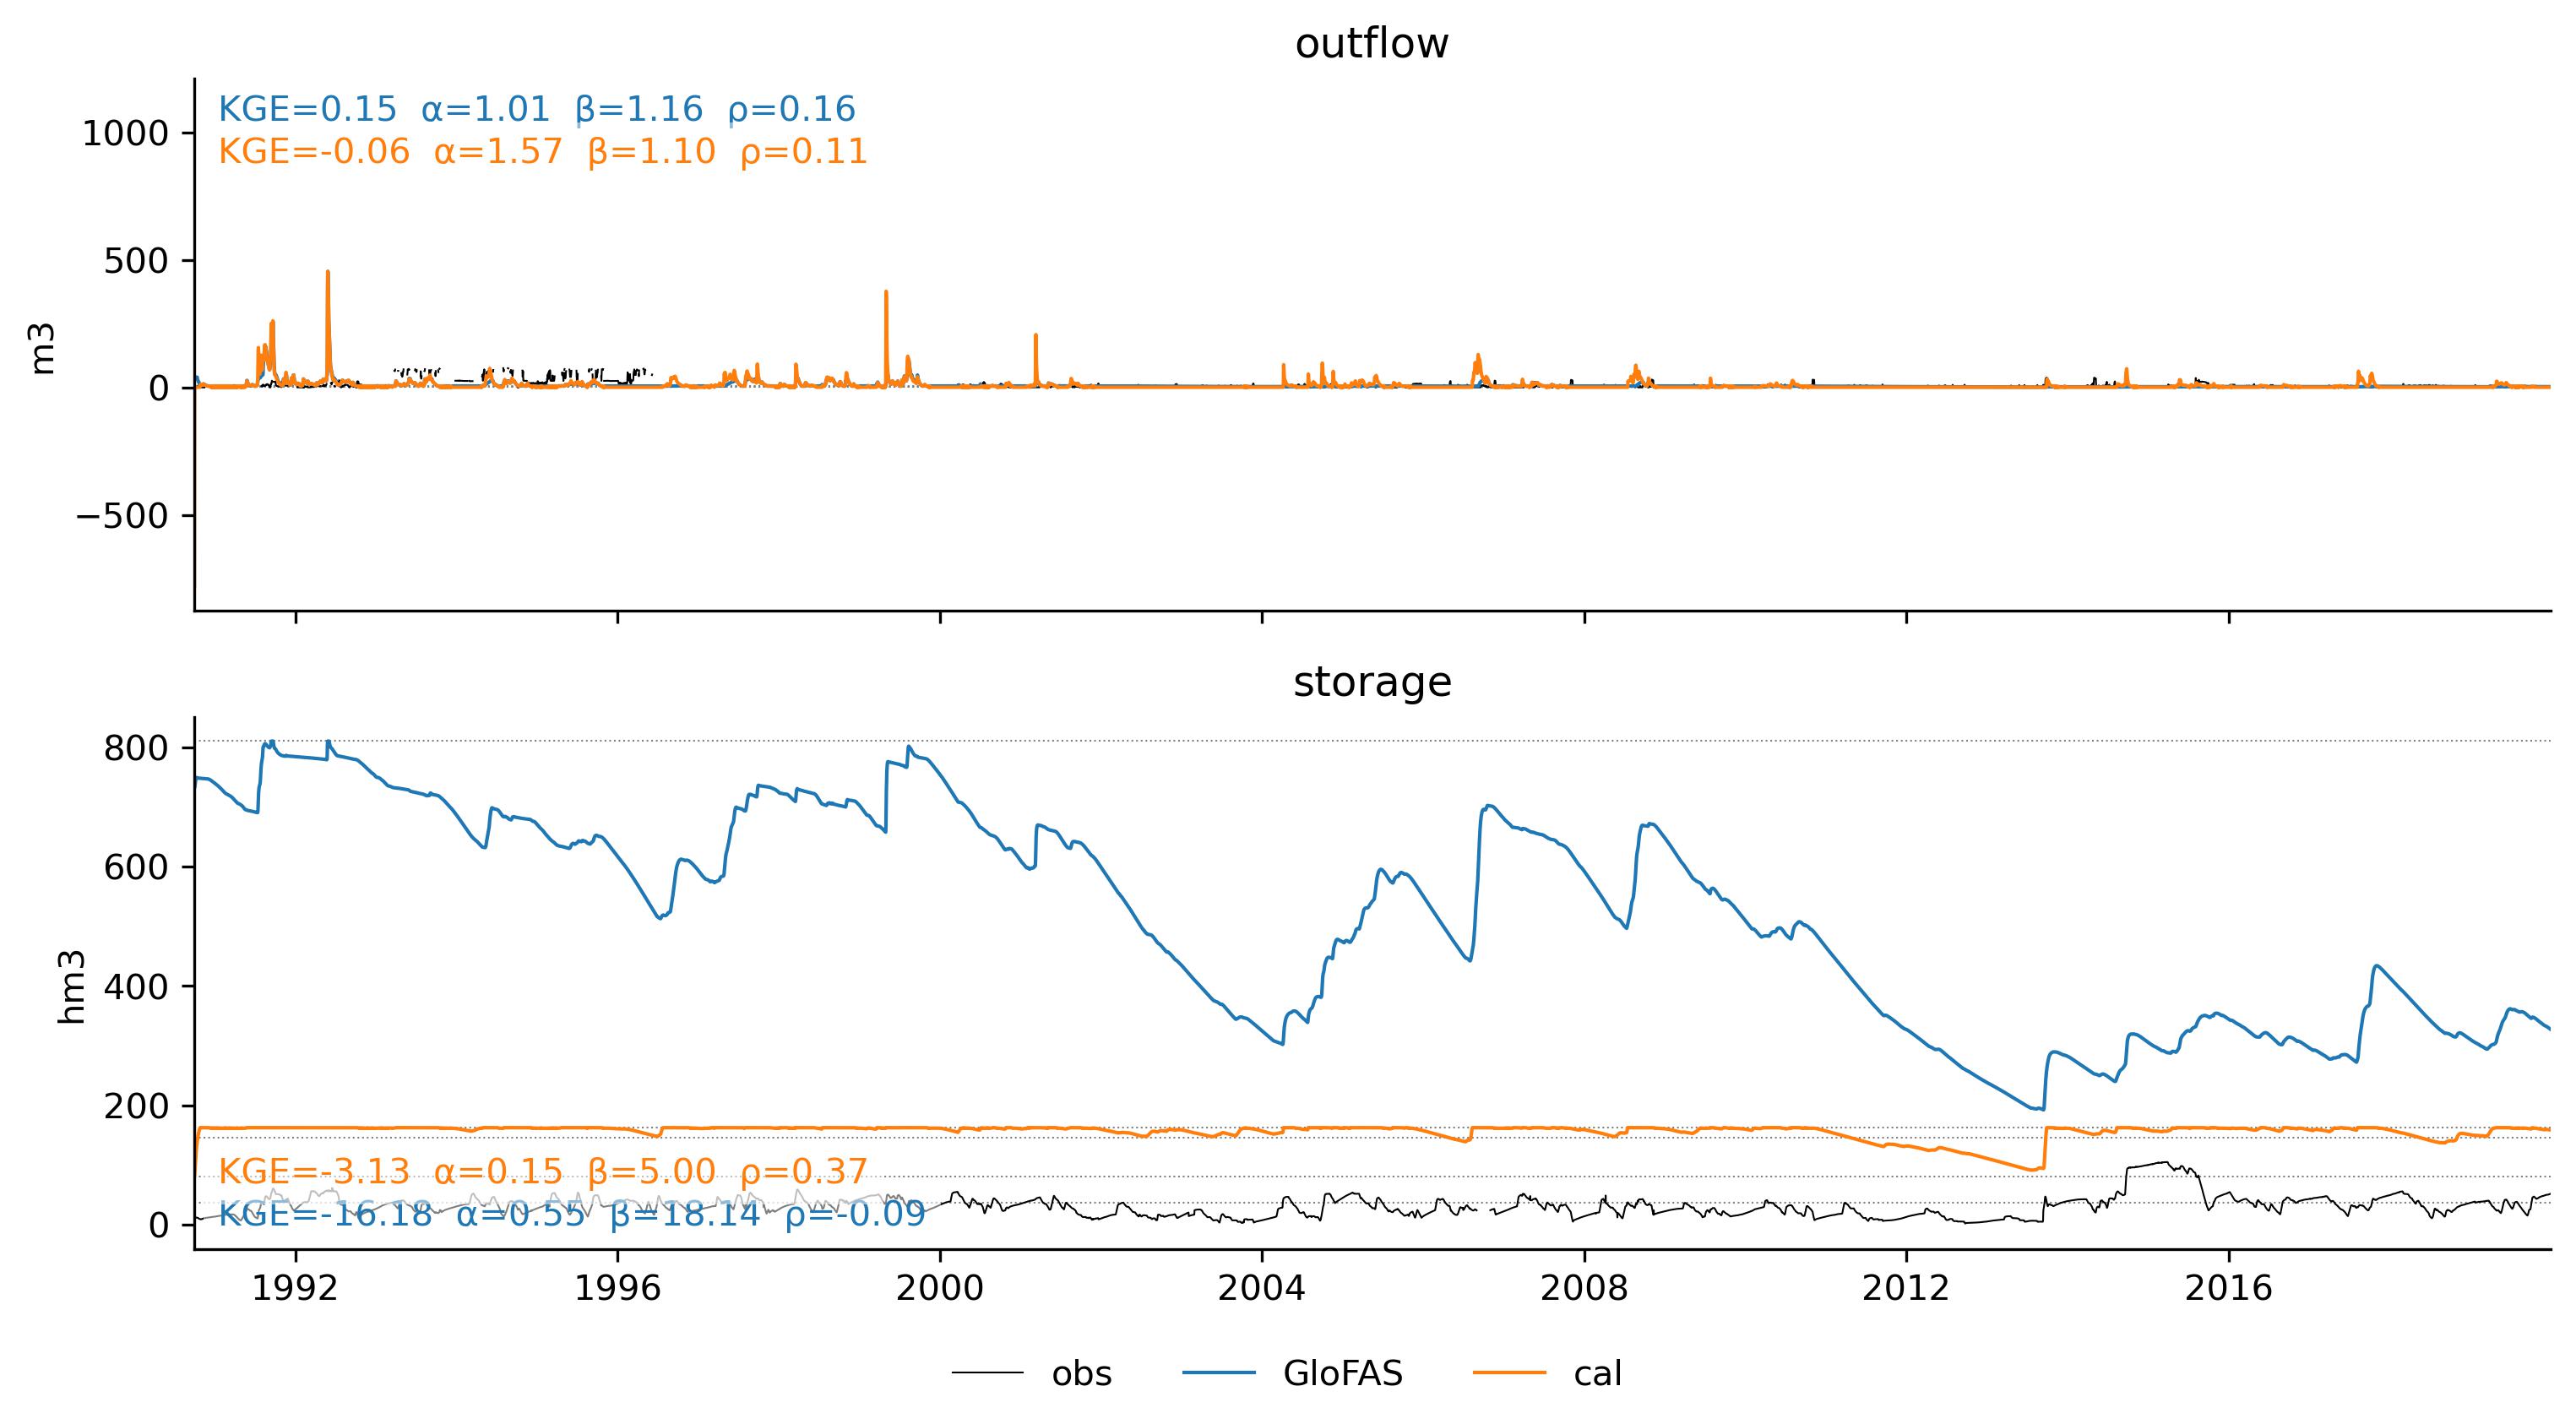 outflow
KGE=0.15 α=1.01 β=1.16 ρ=0.16
KGE=-0.06 α=1.57 β=1.10 ρ=0.11
1000
500
0
−500
m3
storage
800
600
400
200
0
hm3
KGE=-3.13 α=0.15 β=5.00 ρ=0.37
KGE=-16.18 α=0.55 β=18.14 ρ=-0.09
1992 1996 2000 2004 2008 2012 2016
obs GloFAS cal